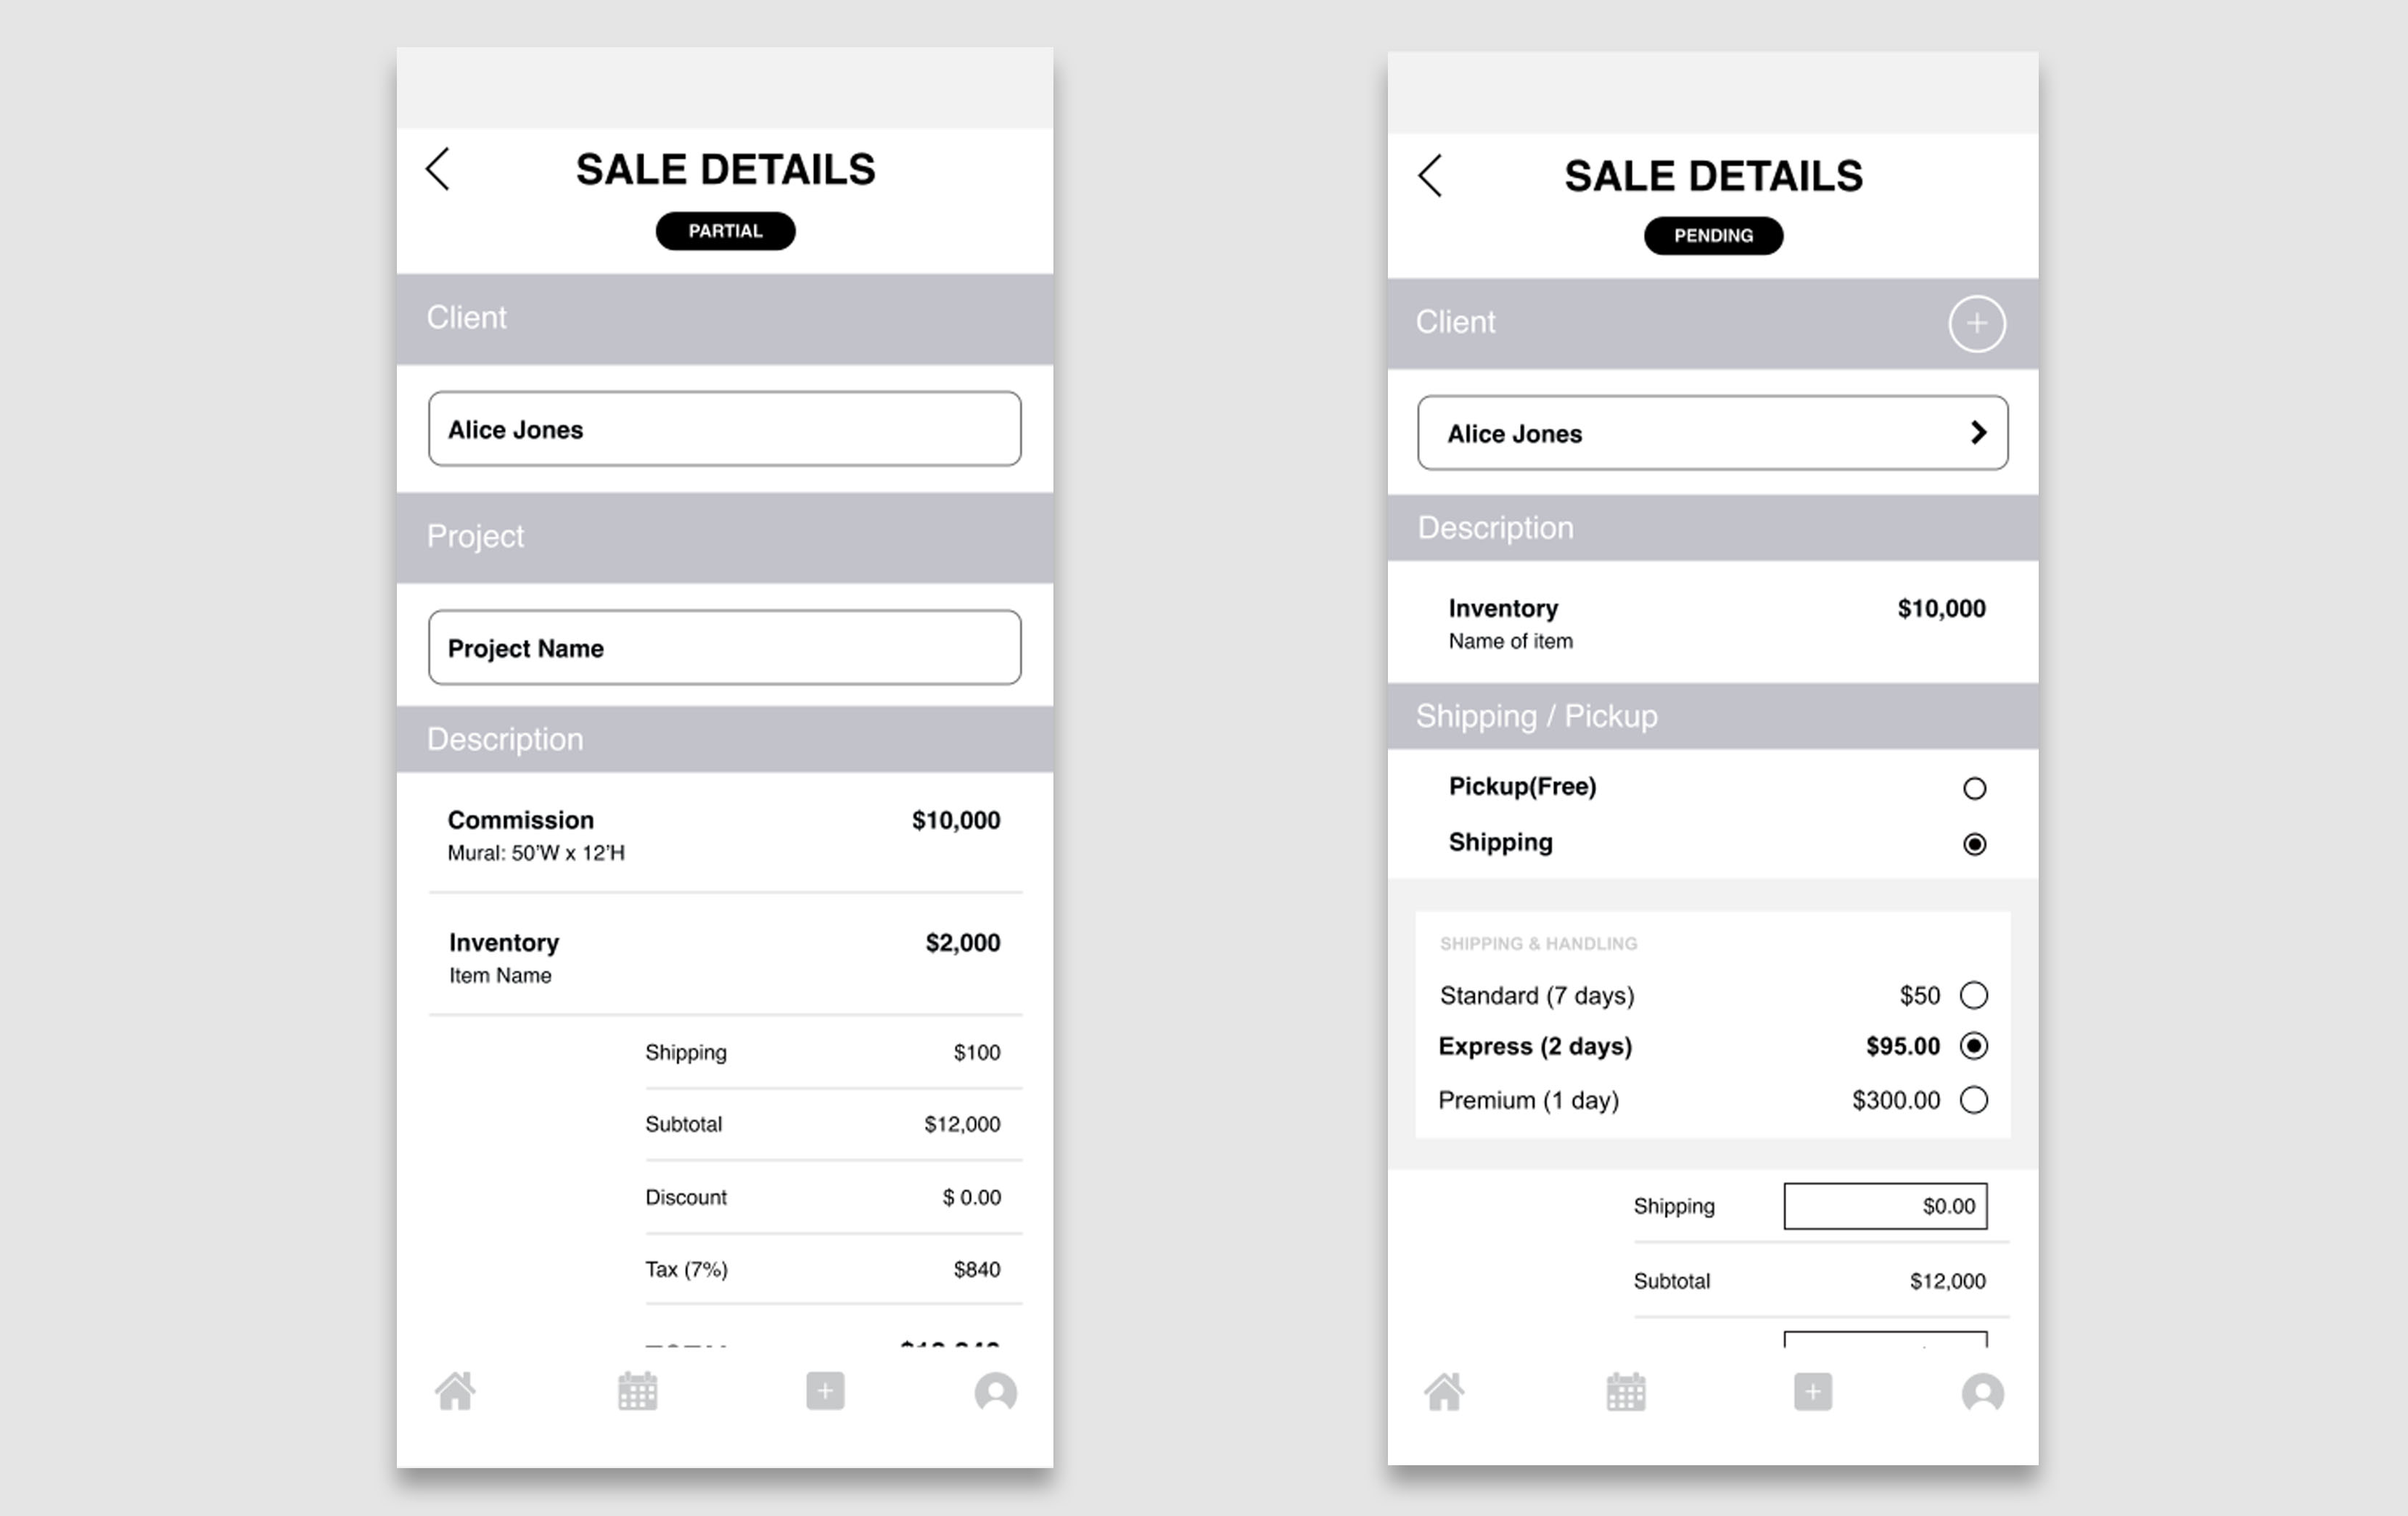 SALE DETAILS
PARTIAL
Client
Alice Jones
Project
Project Name
Description
Commission $10,000
Mural: 50’W x 12’H
Inventory $2,000
Item Name
Shipping $100
Subtotal $12,000
Discount $ 0.00
Tax (7%) $840
SALE DETAILS
PENDING
Client
Alice Jones
Description
Inventory $10,000
Name of item
Shipping / Pickup
Pickup(Free)
Shipping
SHIPPING & HANDLING
Standard (7 days) $50
Express (2 days) $95.00
Premium (1 day) $300.00
Shipping $0.00
Subtotal $12,000